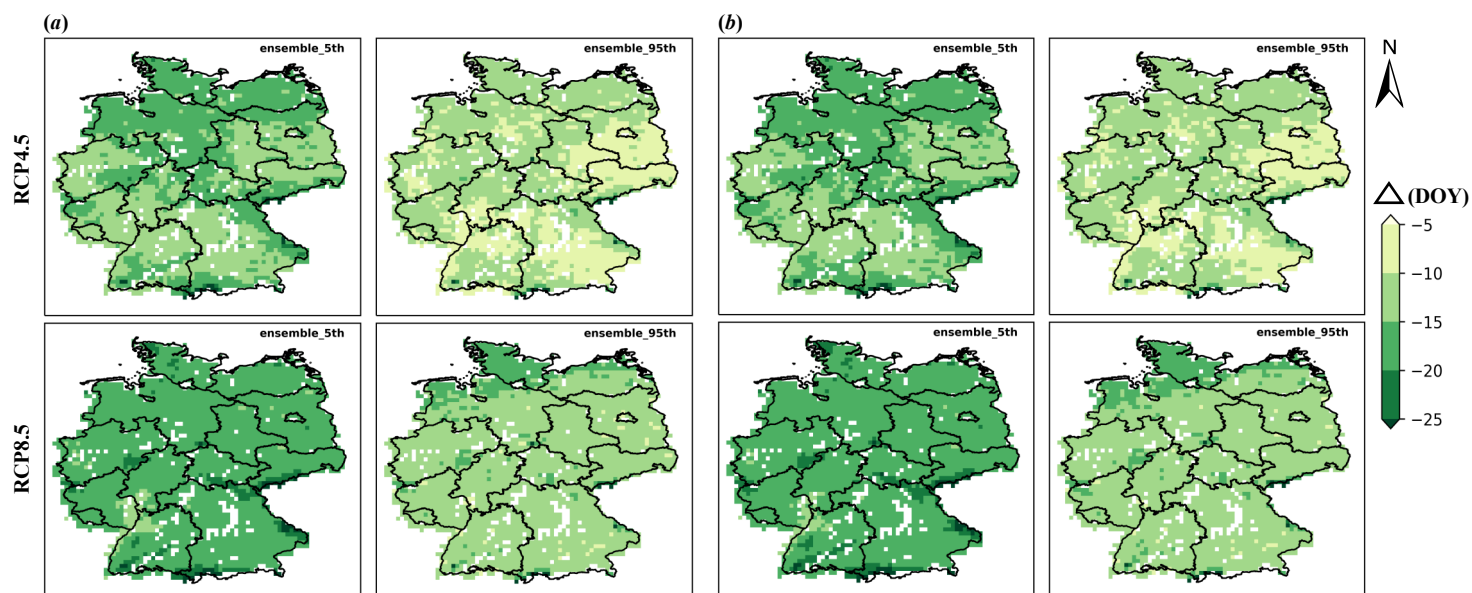 (a)
(b)
ensemble_5th
ensemble_95th
ensemble_5th
ensemble_95th
N
RCP4.5
△ (DOY)
−5
−10
−15
−20
−25
ensemble_5th
ensemble_95th
ensemble_5th
ensemble_95th
RCP8.5